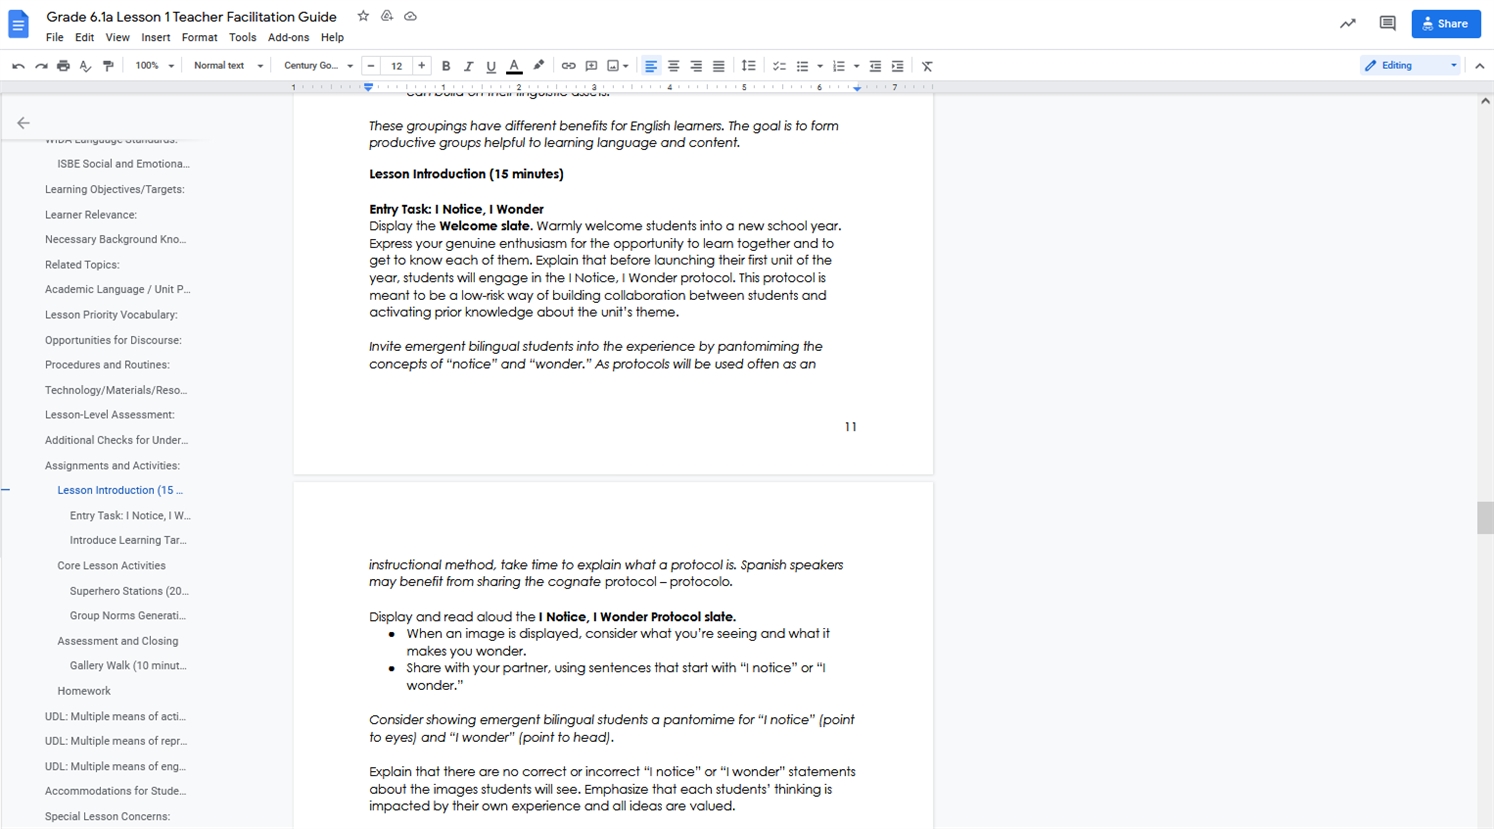 Grade 6.1a Lesson 1 Teacher Facilitation Guide
File Edit View Insert Format Tools Add-ons Help
Share
100% Normal text Century Go... − 12 + B I U A
Editing
1 1 2 3 4 5 6 7
WIDA Language Standards:
ISBE Social and Emotiona...
Learning Objectives/Targets:
Learner Relevance:
Necessary Background Kno...
Related Topics:
Academic Language / Unit P...
Lesson Priority Vocabulary:
Opportunities for Discourse:
Procedures and Routines:
Technology/Materials/Reso...
Lesson-Level Assessment:
Additional Checks for Under...
Assignments and Activities:
Lesson Introduction (15 ...
Entry Task: I Notice, I W...
Introduce Learning Tar...
Core Lesson Activities
Superhero Stations (20...
Group Norms Generati...
Assessment and Closing
Gallery Walk (10 minut...
Homework
UDL: Multiple means of acti...
UDL: Multiple means of repr...
UDL: Multiple means of eng...
Accommodations for Stude...
Special Lesson Concerns:
can build on their linguistic assets.
These groupings have different benefits for English learners. The goal is to form
productive groups helpful to learning language and content.
Lesson Introduction (15 minutes)
Entry Task: I Notice, I Wonder
Display the Welcome slate. Warmly welcome students into a new school year.
Express your genuine enthusiasm for the opportunity to learn together and to
get to know each of them. Explain that before launching their first unit of the
year, students will engage in the I Notice, I Wonder protocol. This protocol is
meant to be a low-risk way of building collaboration between students and
activating prior knowledge about the unit’s theme.
Invite emergent bilingual students into the experience by pantomiming the
concepts of “notice” and “wonder.” As protocols will be used often as an
11
instructional method, take time to explain what a protocol is. Spanish speakers
may benefit from sharing the cognate protocol – protocolo.
Display and read aloud the I Notice, I Wonder Protocol slate.
● When an image is displayed, consider what you’re seeing and what it
makes you wonder.
● Share with your partner, using sentences that start with “I notice” or “I
wonder.”
Consider showing emergent bilingual students a pantomime for “I notice” (point
to eyes) and “I wonder” (point to head).
Explain that there are no correct or incorrect “I notice” or “I wonder” statements
about the images students will see. Emphasize that each students’ thinking is
impacted by their own experience and all ideas are valued.